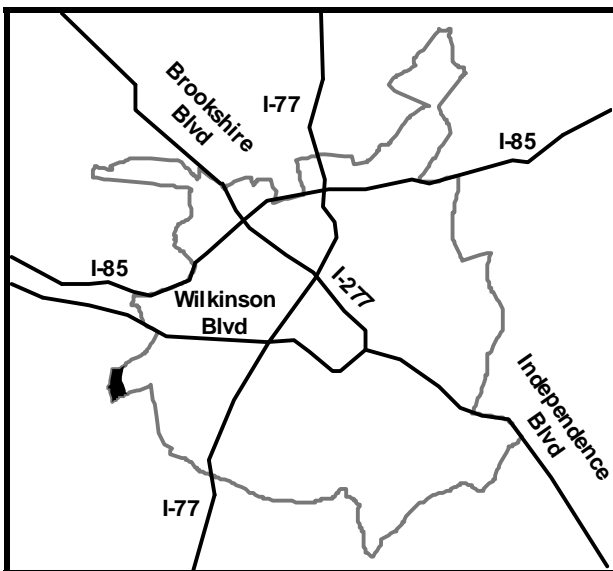 Brookshire
Blvd
I-77
I-85
I-85
Wilkinson
Blvd
I-277
Independence
Blvd
I-77